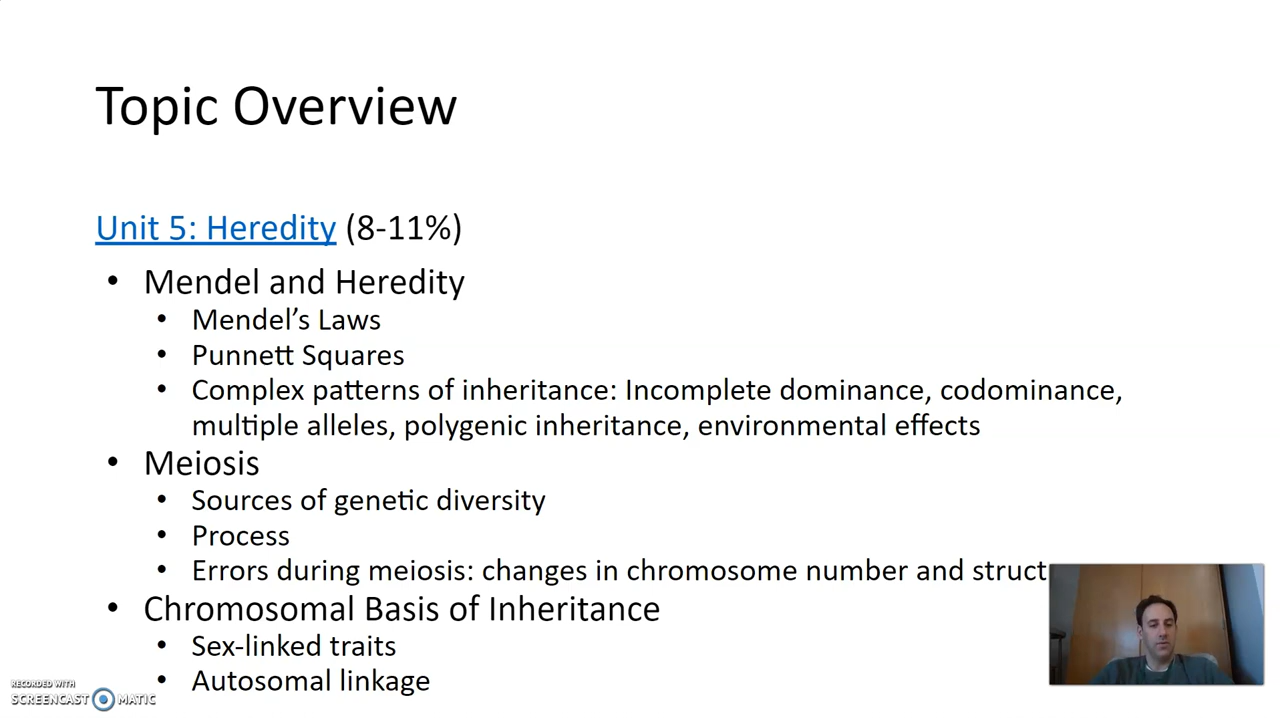 Topic Overview
Unit 5: Heredity (8-11%)
• Mendel and Heredity
• Mendel’s Laws
• Punnett Squares
• Complex patterns of inheritance: Incomplete dominance, codominance,
multiple alleles, polygenic inheritance, environmental effects
• Meiosis
• Sources of genetic diversity
• Process
• Errors during meiosis: changes in chromosome number and struct
• Chromosomal Basis of Inheritance
• Sex-linked traits
• Autosomal linkage
RECORDED WITH
SCREENCAST MATIC